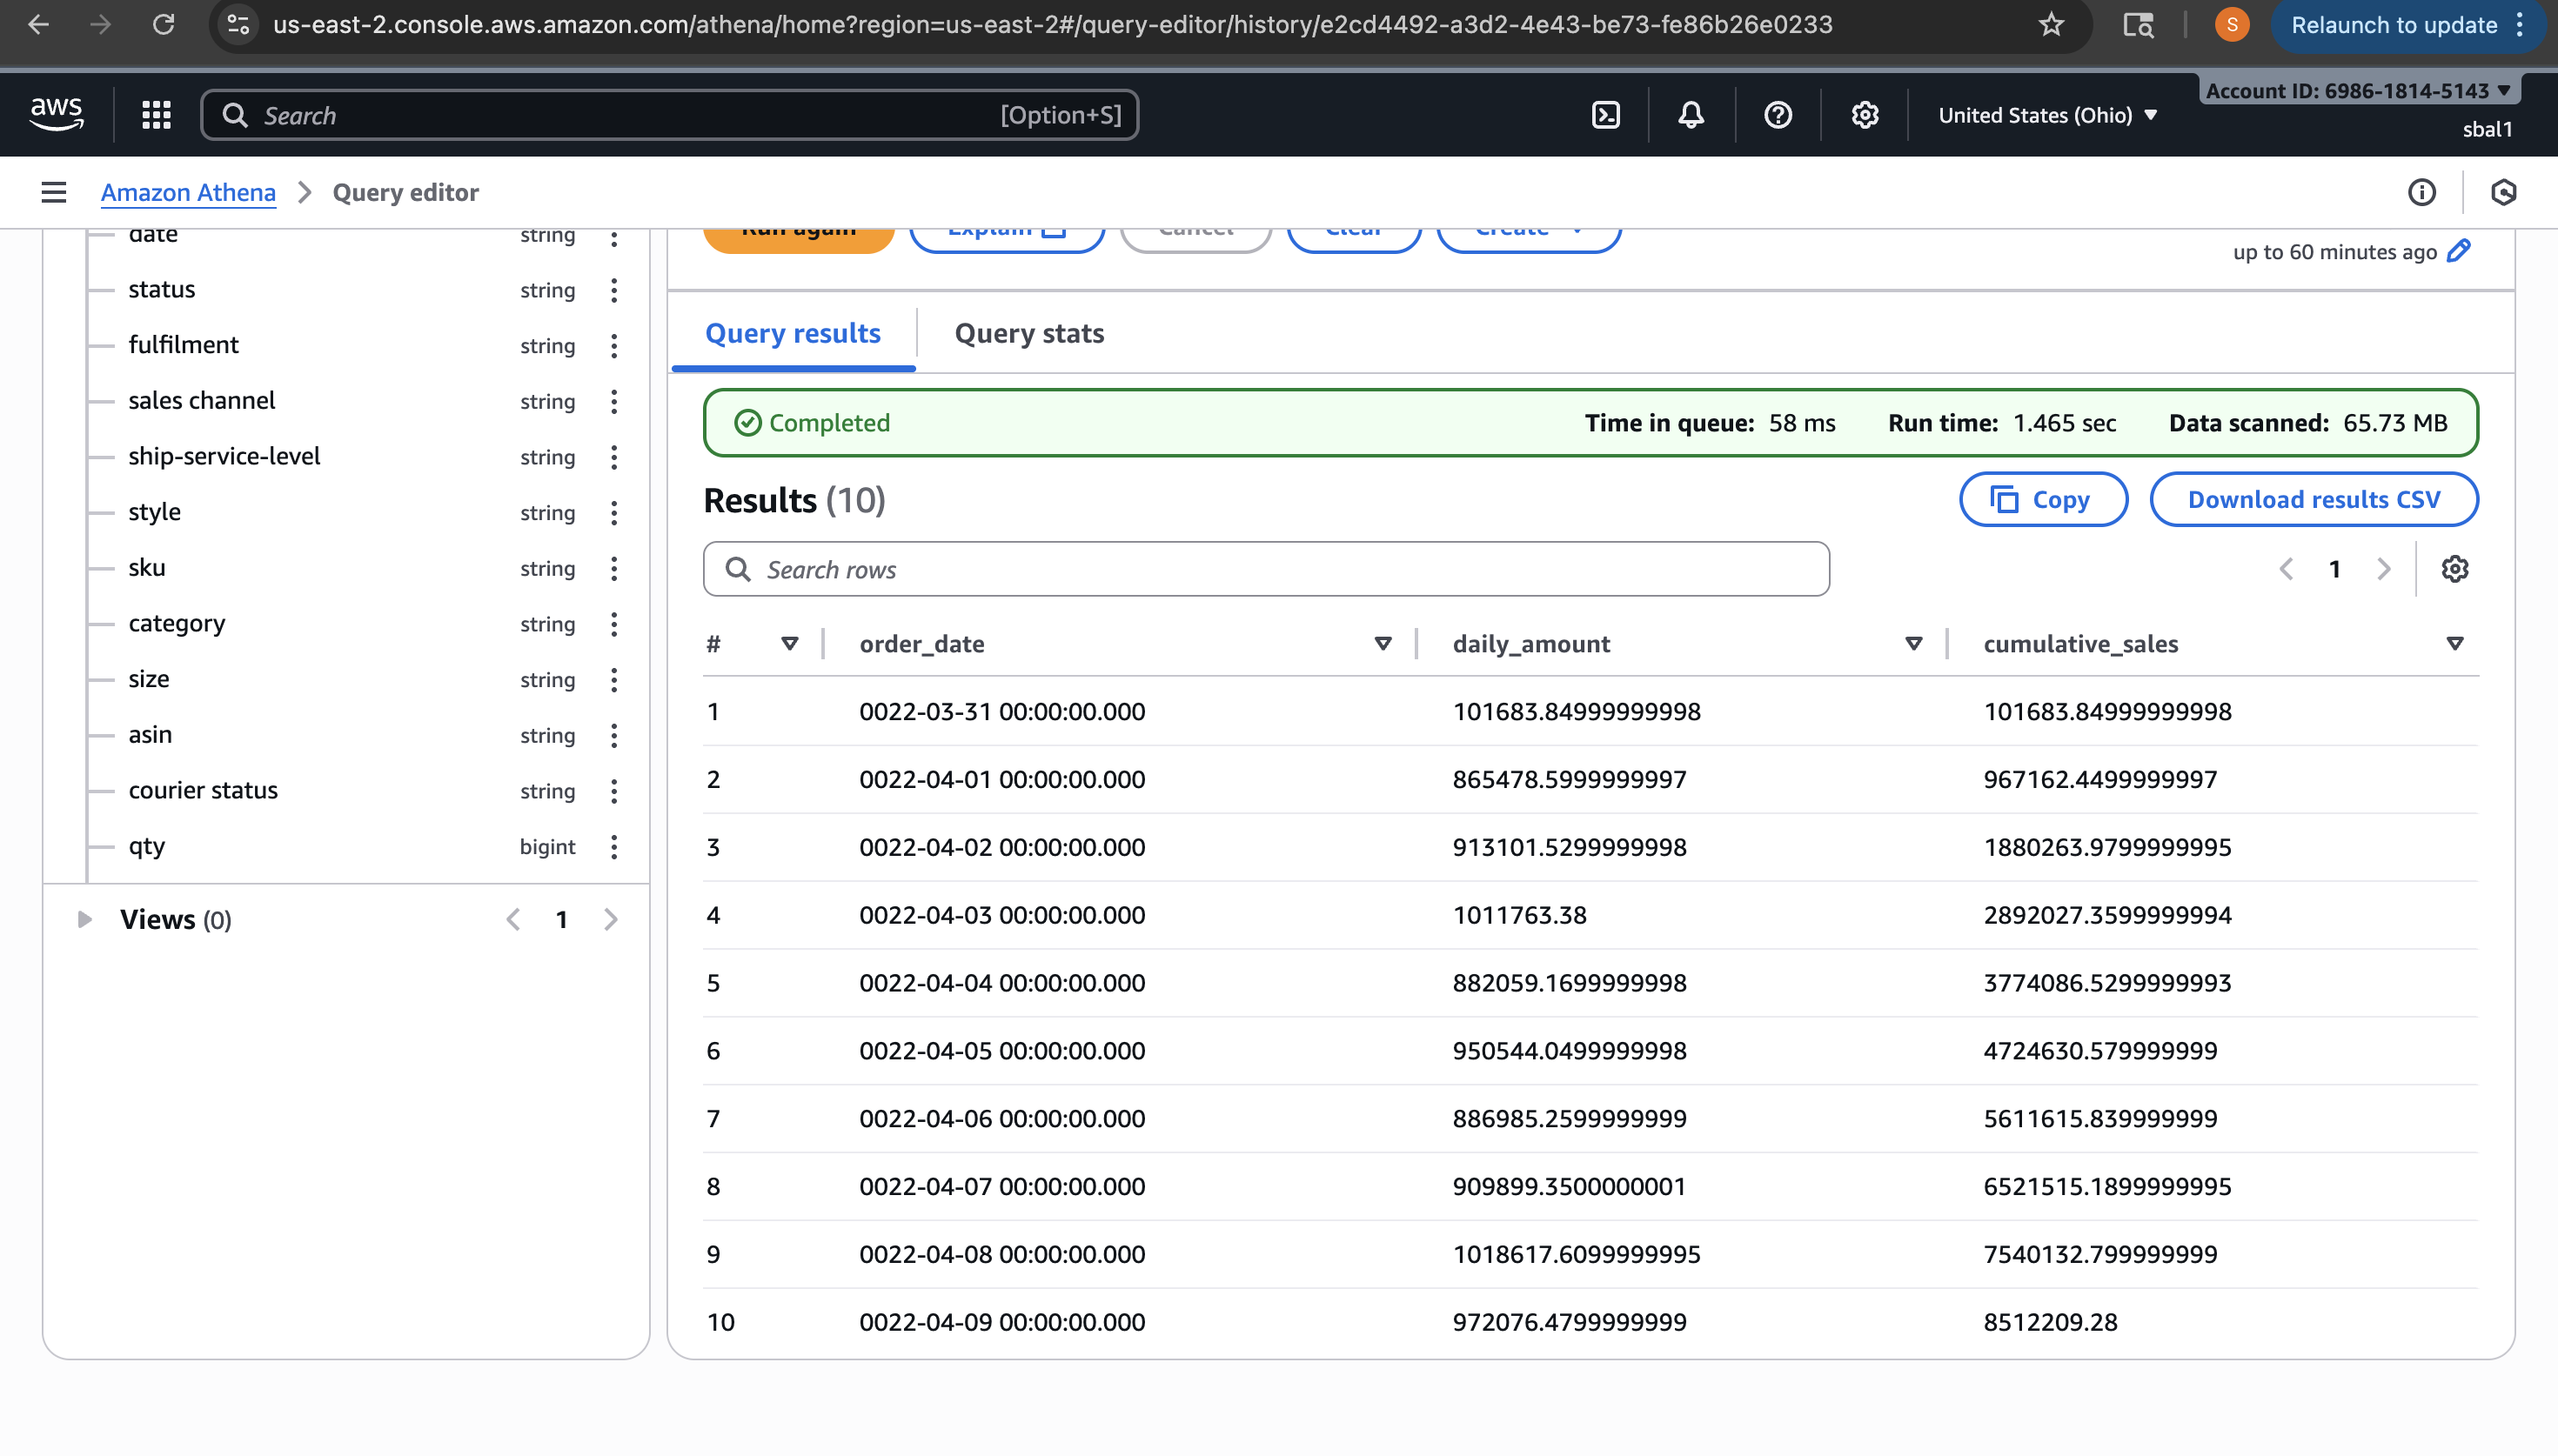 us-east-2.console.aws.amazon.com/athena/home?region=us-east-2#/query-editor/history/e2cd4492-a3d2-4e43-be73-fe86b26e0233
S
Relaunch to update
aws
Search
[Option+S]
United States (Ohio)
Account ID: 6986-1814-5143
sbal1
Amazon Athena
Query editor
date string
status string
fulfilment string
sales channel string
ship-service-level string
style string
sku string
category string
size string
asin string
courier status string
qty bigint
Views (0) 1
Run again
Explain
Cancel
Clear
Create
up to 60 minutes ago
Query results
Query stats
Completed
Time in queue: 58 ms Run time: 1.465 sec Data scanned: 65.73 MB
Results (10)
Copy
Download results CSV
Search rows
1
# order_date daily_amount cumulative_sales
1 0022-03-31 00:00:00.000 101683.84999999998 101683.84999999998
2 0022-04-01 00:00:00.000 865478.5999999997 967162.4499999997
3 0022-04-02 00:00:00.000 913101.5299999998 1880263.9799999995
4 0022-04-03 00:00:00.000 1011763.38 2892027.3599999994
5 0022-04-04 00:00:00.000 882059.1699999998 3774086.5299999993
6 0022-04-05 00:00:00.000 950544.0499999998 4724630.579999999
7 0022-04-06 00:00:00.000 886985.2599999999 5611615.839999999
8 0022-04-07 00:00:00.000 909899.3500000001 6521515.1899999995
9 0022-04-08 00:00:00.000 1018617.6099999995 7540132.799999999
10 0022-04-09 00:00:00.000 972076.4799999999 8512209.28